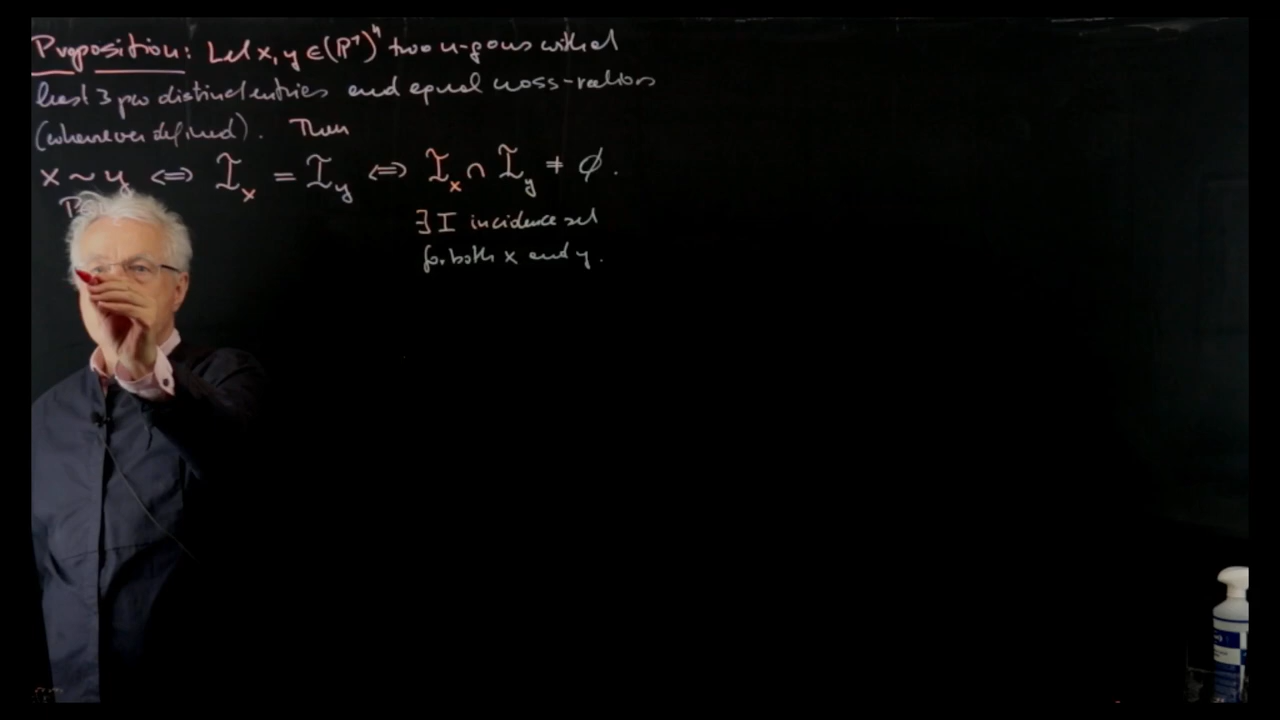 Proposition: Let x, y ∈ (P¹)ⁿ two n-gons with at
least 3 pw distinct entries and equal cross-ratios
(whenever defined). Then
x ~ y ⇔ I_x = I_y ⇔ I_x ∩ I_y ≠ ∅.
∃ I incidence set
for both x and y.